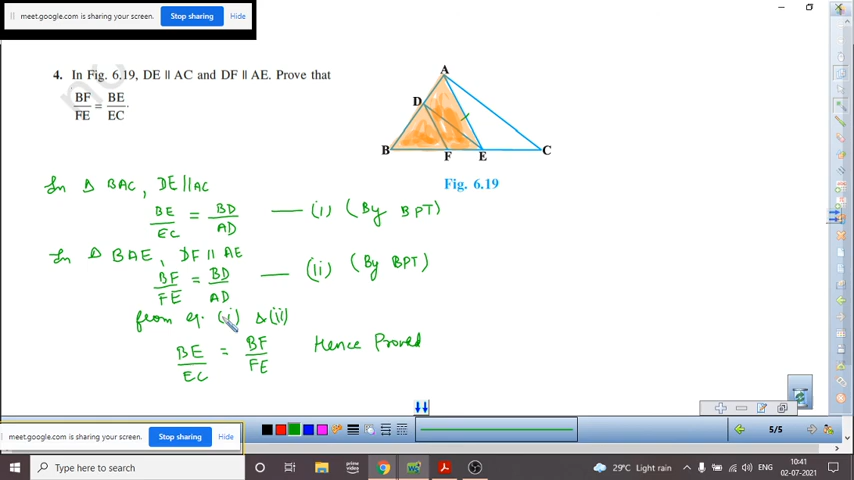 meet.google.com is sharing your screen. Stop sharing Hide
4. In Fig. 6.19, DE || AC and DF || AE. Prove that
BF/FE = BE/EC.
A
D
B F E C
Fig. 6.19
In Δ BAC, DE||AC
BE/EC = BD/AD — (i) (By BPT)
In Δ BAE, DF || AE
BF/FE = BD/AD — (ii) (By BPT)
from eq. (i) &(ii)
BE/EC = BF/FE Hence Proved
5/5
meet.google.com is sharing your screen. Stop sharing Hide
Type here to search
prime video
29°C Light rain
ENG
10:41
02-07-2021